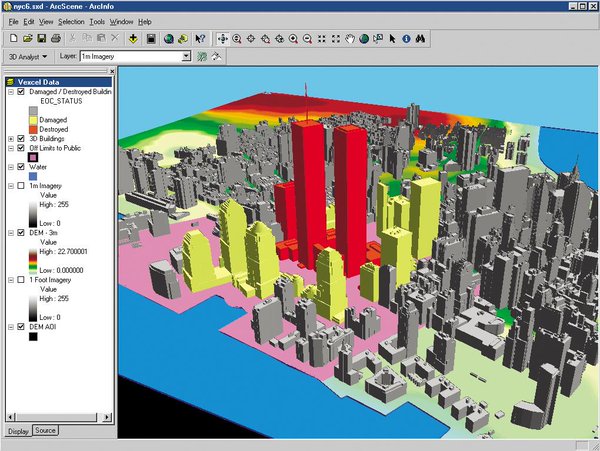 nyc6.sxd - ArcScene - ArcInfo
File Edit View Selection Tools Window Help
3D Analyst Layer: 1m Imagery
Vexcel Data
Damaged / Destroyed Buildin
EOC_STATUS
Damaged
Destroyed
3D Buildings
Off Limits to Public
Water
1m Imagery
Value
High : 255
Low : 0
DEM - 3m
Value
High : 22.700001
Low : 0.000000
1 Foot Imagery
Value
High : 255
Low : 0
DEM AOI
Display Source